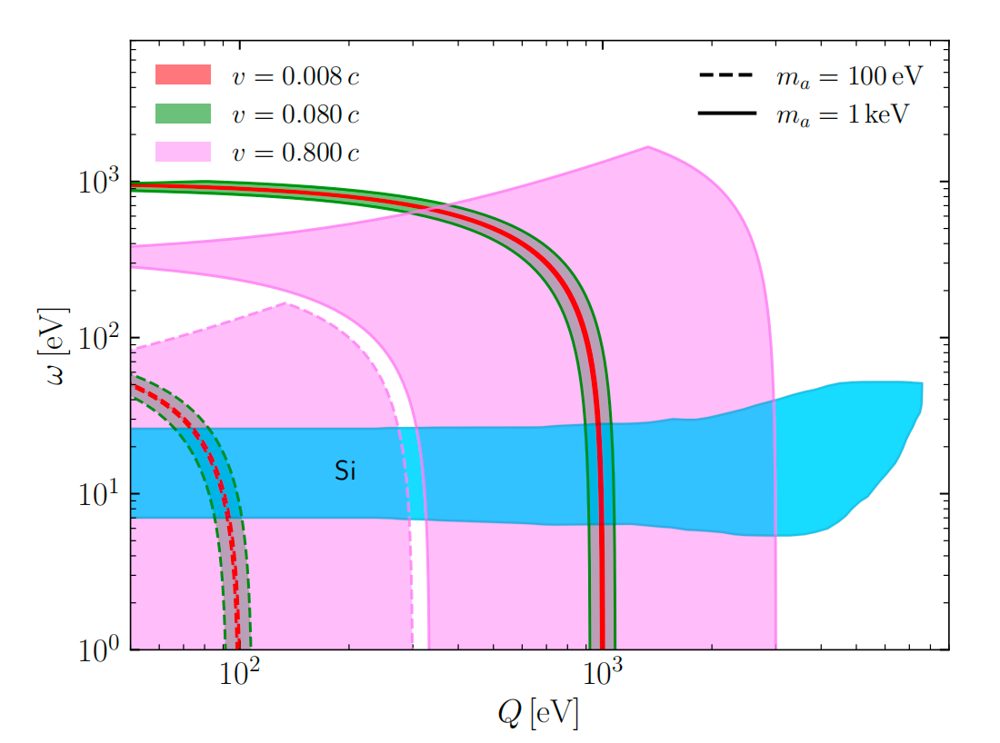 v = 0.008 c
v = 0.080 c
v = 0.800 c
m_a = 100 eV
m_a = 1 keV
10^3
10^2
10^1
10^0
ω [eV]
Si
10^2
10^3
Q [eV]